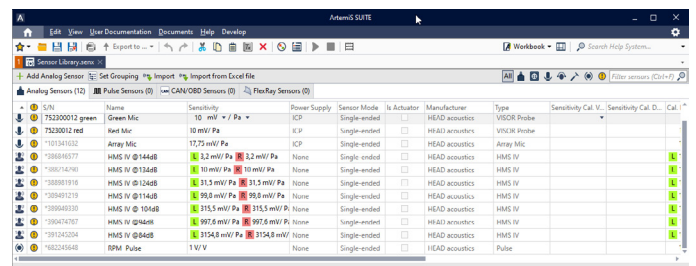 ArtemiS SUITE
Edit View User Documentation Documents Help Develop
Export to ... Workbook Search Help System...
1 Sensor Library.senx
Add Analog Sensor Set Grouping Import Import from Excel file All Filter sensors (Ctrl+F)
Analog Sensors (12) Pulse Sensors (0) CAN/OBD Sensors (0) FlexRay Sensors (0)
S/N Name Sensitivity Power Supply Sensor Mode Is Actuator Manufacturer Type Sensitivity Cal. V... Sensitivity Cal. D... Cal.
752300012 green Green Mic 10 mV / Pa ICP Single-ended HEAD acoustics VISOR Probe
75230012 red Red Mic 10 mV/ Pa ICP Single-ended HEAD acoustics VISOR Probe
*101341632 Array Mic 17,75 mV/ Pa ICP Single-ended HEAD acoustics Array Mic
*386846577 HMS IV @144dB L 3,2 mV/ Pa R 3,2 mV/ Pa None Single-ended HEAD acoustics HMS IV L
HMS IV @134dB L 10 mV/ Pa R 10 mV/ Pa None Single-ended HEAD acoustics HMS IV L
*388981916 HMS IV @124dB L 31,5 mV/ Pa R 31,5 mV/ Pa None Single-ended HEAD acoustics HMS IV L
*389491219 HMS IV @114dB L 99,8 mV/ Pa R 99,8 mV/ Pa None Single-ended HEAD acoustics HMS IV L
HMS IV @ 104dB L 315,5 mV/ Pa R 315,5 mV/ Pa None Single-ended HEAD acoustics HMS IV L
*390474767 HMS IV @94dB L 997,6 mV/ Pa R 997,6 mV/ Pa None Single-ended HEAD acoustics HMS IV L
*391245204 HMS IV @84dB L 3154,8 mV/ Pa R 3154,8 mV/ None Single-ended HEAD acoustics HMS IV L
*682245648 RPM Pulse 1 V/ V None Single-ended HEAD acoustics Pulse